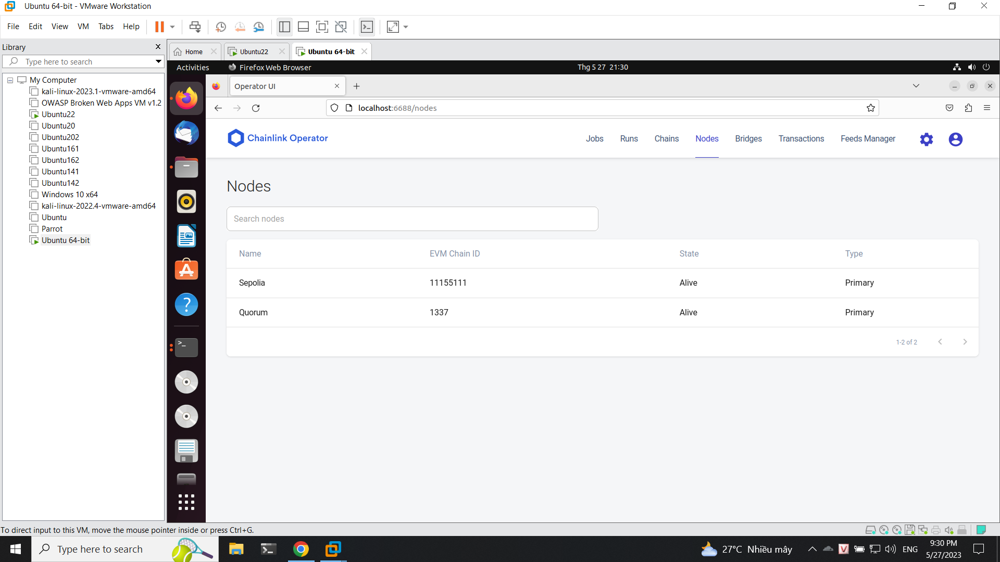 Ubuntu 64-bit - VMware Workstation
File Edit View VM Tabs Help
Library
Type here to search
My Computer
kali-linux-2023.1-vmware-amd64
OWASP Broken Web Apps VM v1.2
Ubuntu22
Ubuntu20
Ubuntu202
Ubuntu161
Ubuntu162
Ubuntu141
Ubuntu142
Windows 10 x64
kali-linux-2022.4-vmware-amd64
Ubuntu
Parrot
Ubuntu 64-bit
Home Ubuntu22 Ubuntu 64-bit
Activities Firefox Web Browser Thg 5 27 21:30
Operator UI
localhost:6688/nodes
Chainlink Operator Jobs Runs Chains Nodes Bridges Transactions Feeds Manager
Nodes
Search nodes
Name EVM Chain ID State Type
Sepolia 11155111 Alive Primary
Quorum 1337 Alive Primary
1-2 of 2
To direct input to this VM, move the mouse pointer inside or press Ctrl+G.
Type here to search
27°C Nhiều mây
ENG
9:30 PM
5/27/2023